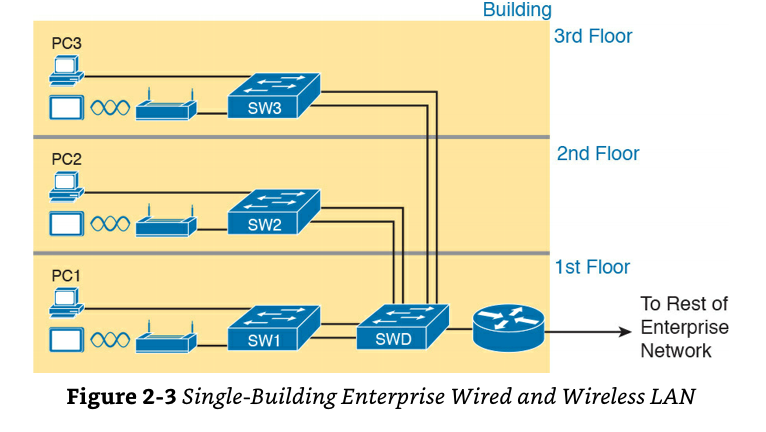 Building
3rd Floor
PC3
SW3
2nd Floor
PC2
SW2
1st Floor
PC1
SW1
SWD
To Rest of
Enterprise
Network
Figure 2-3 Single-Building Enterprise Wired and Wireless LAN